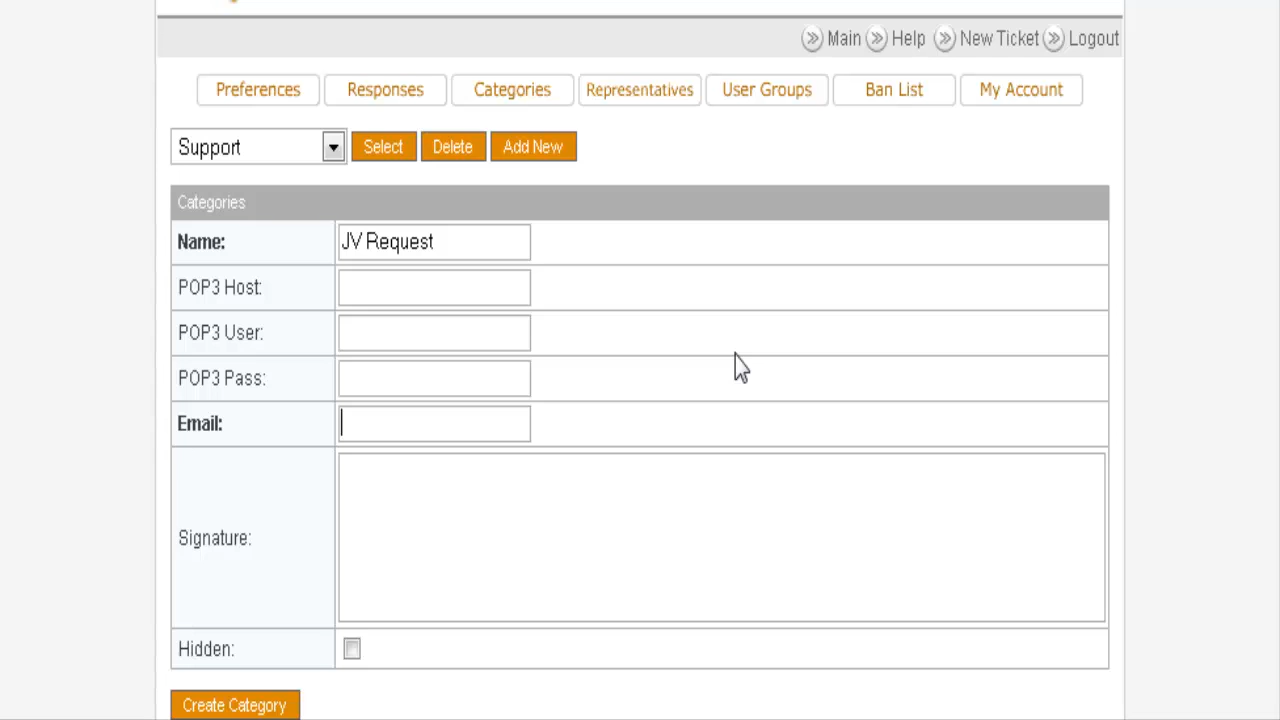 Main Help New Ticket Logout
Preferences Responses Categories Representatives User Groups Ban List My Account
Support Select Delete Add New
Categories
Name: JV Request
POP3 Host:
POP3 User:
POP3 Pass:
Email:
Signature:
Hidden:
Create Category